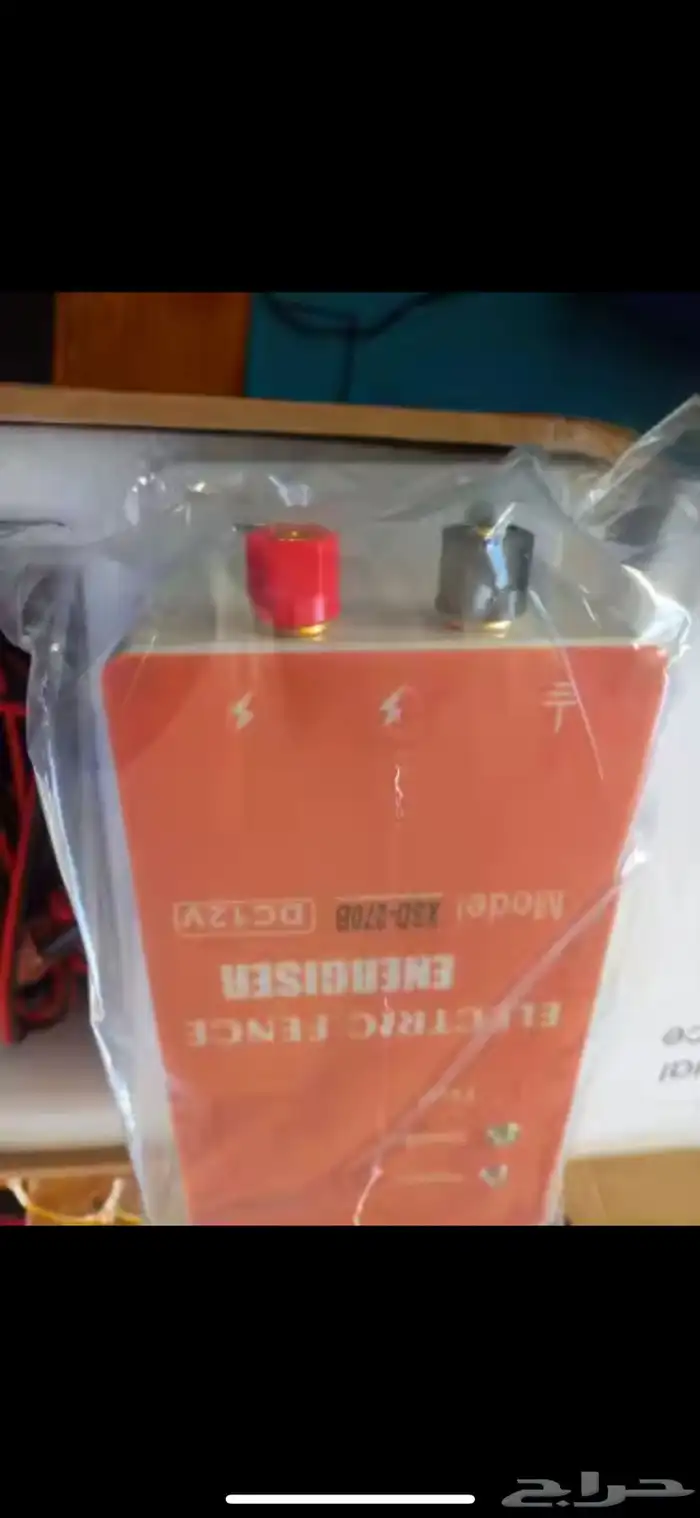 ELECTRIC FENCE
ENERGISER
Model XSD-270B DC12V
حراج